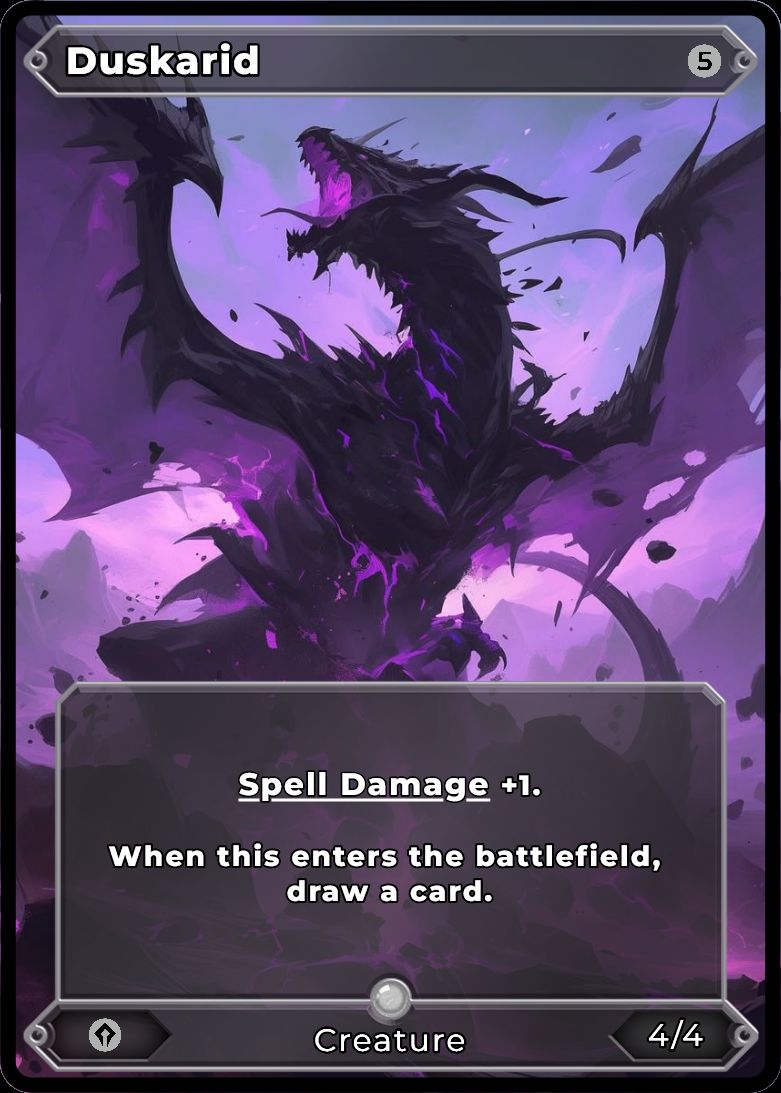 Duskarid 5
Spell Damage +1.
When this enters the battlefield,
draw a card.
Creature 4/4